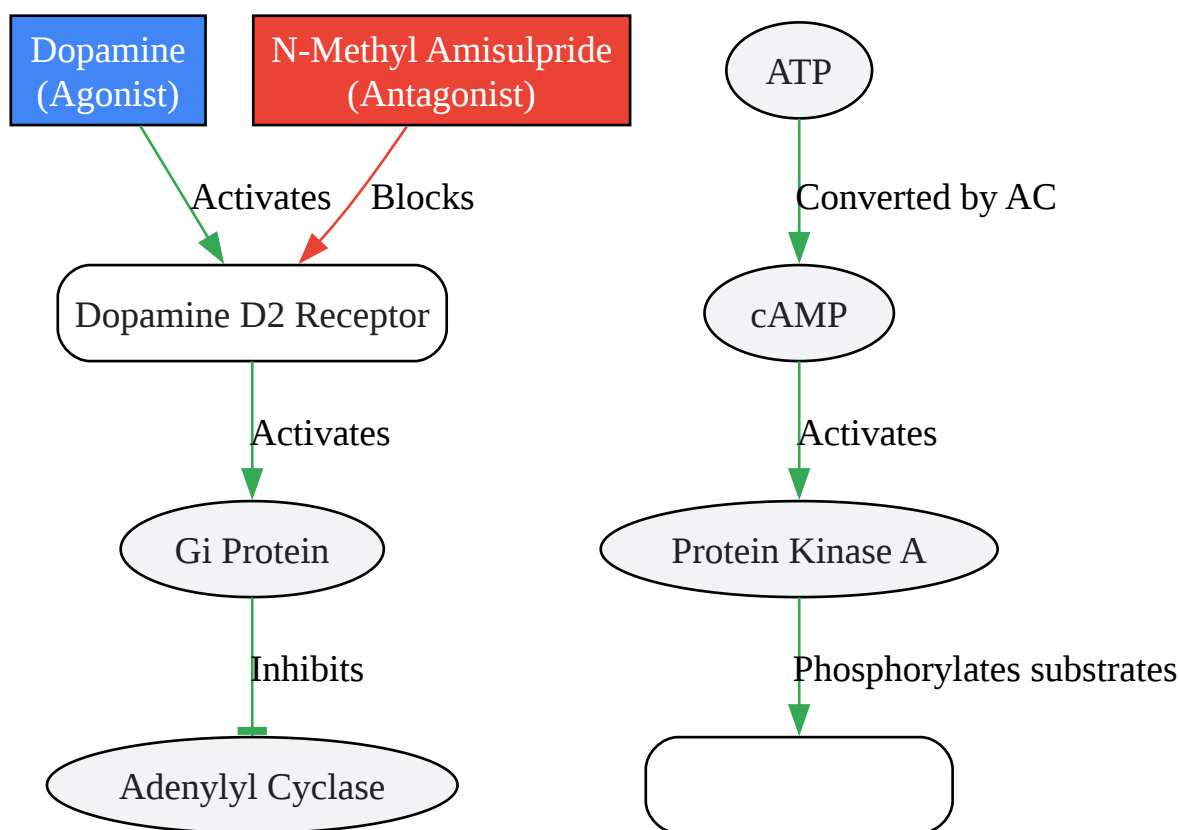 Dopamine
(Agonist)
N-Methyl Amisulpride
(Antagonist)
ATP
Activates
Blocks
Converted by AC
Dopamine D2 Receptor
cAMP
Activates
Activates
Gi Protein
Protein Kinase A
Inhibits
Phosphorylates substrates
Adenylyl Cyclase